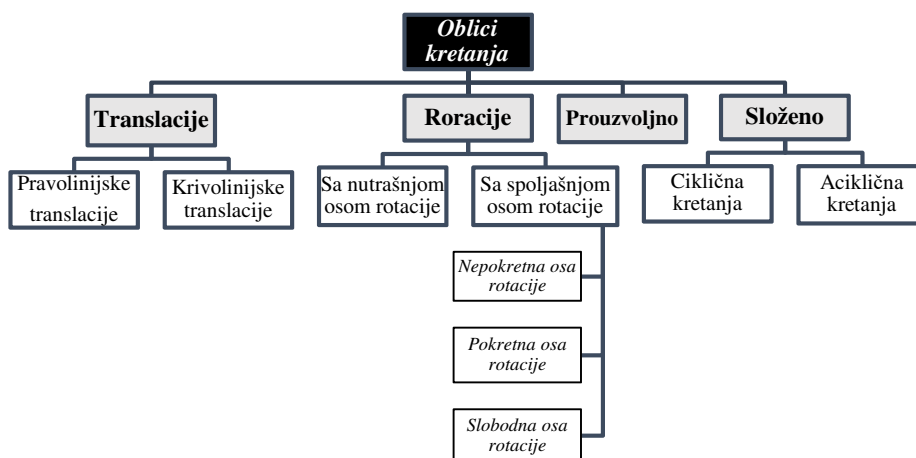 Oblici
kretanja
Translacije
Roracije
Prouzvoljno
Složeno
Pravolinijske
translacije
Krivolinijske
translacije
Sa nutrašnjom
osom rotacije
Sa spoljašnjom
osom rotacije
Ciklična
kretanja
Aciklična
kretanja
Nepokretna osa
rotacije
Pokretna osa
rotacije
Slobodna osa
rotacije